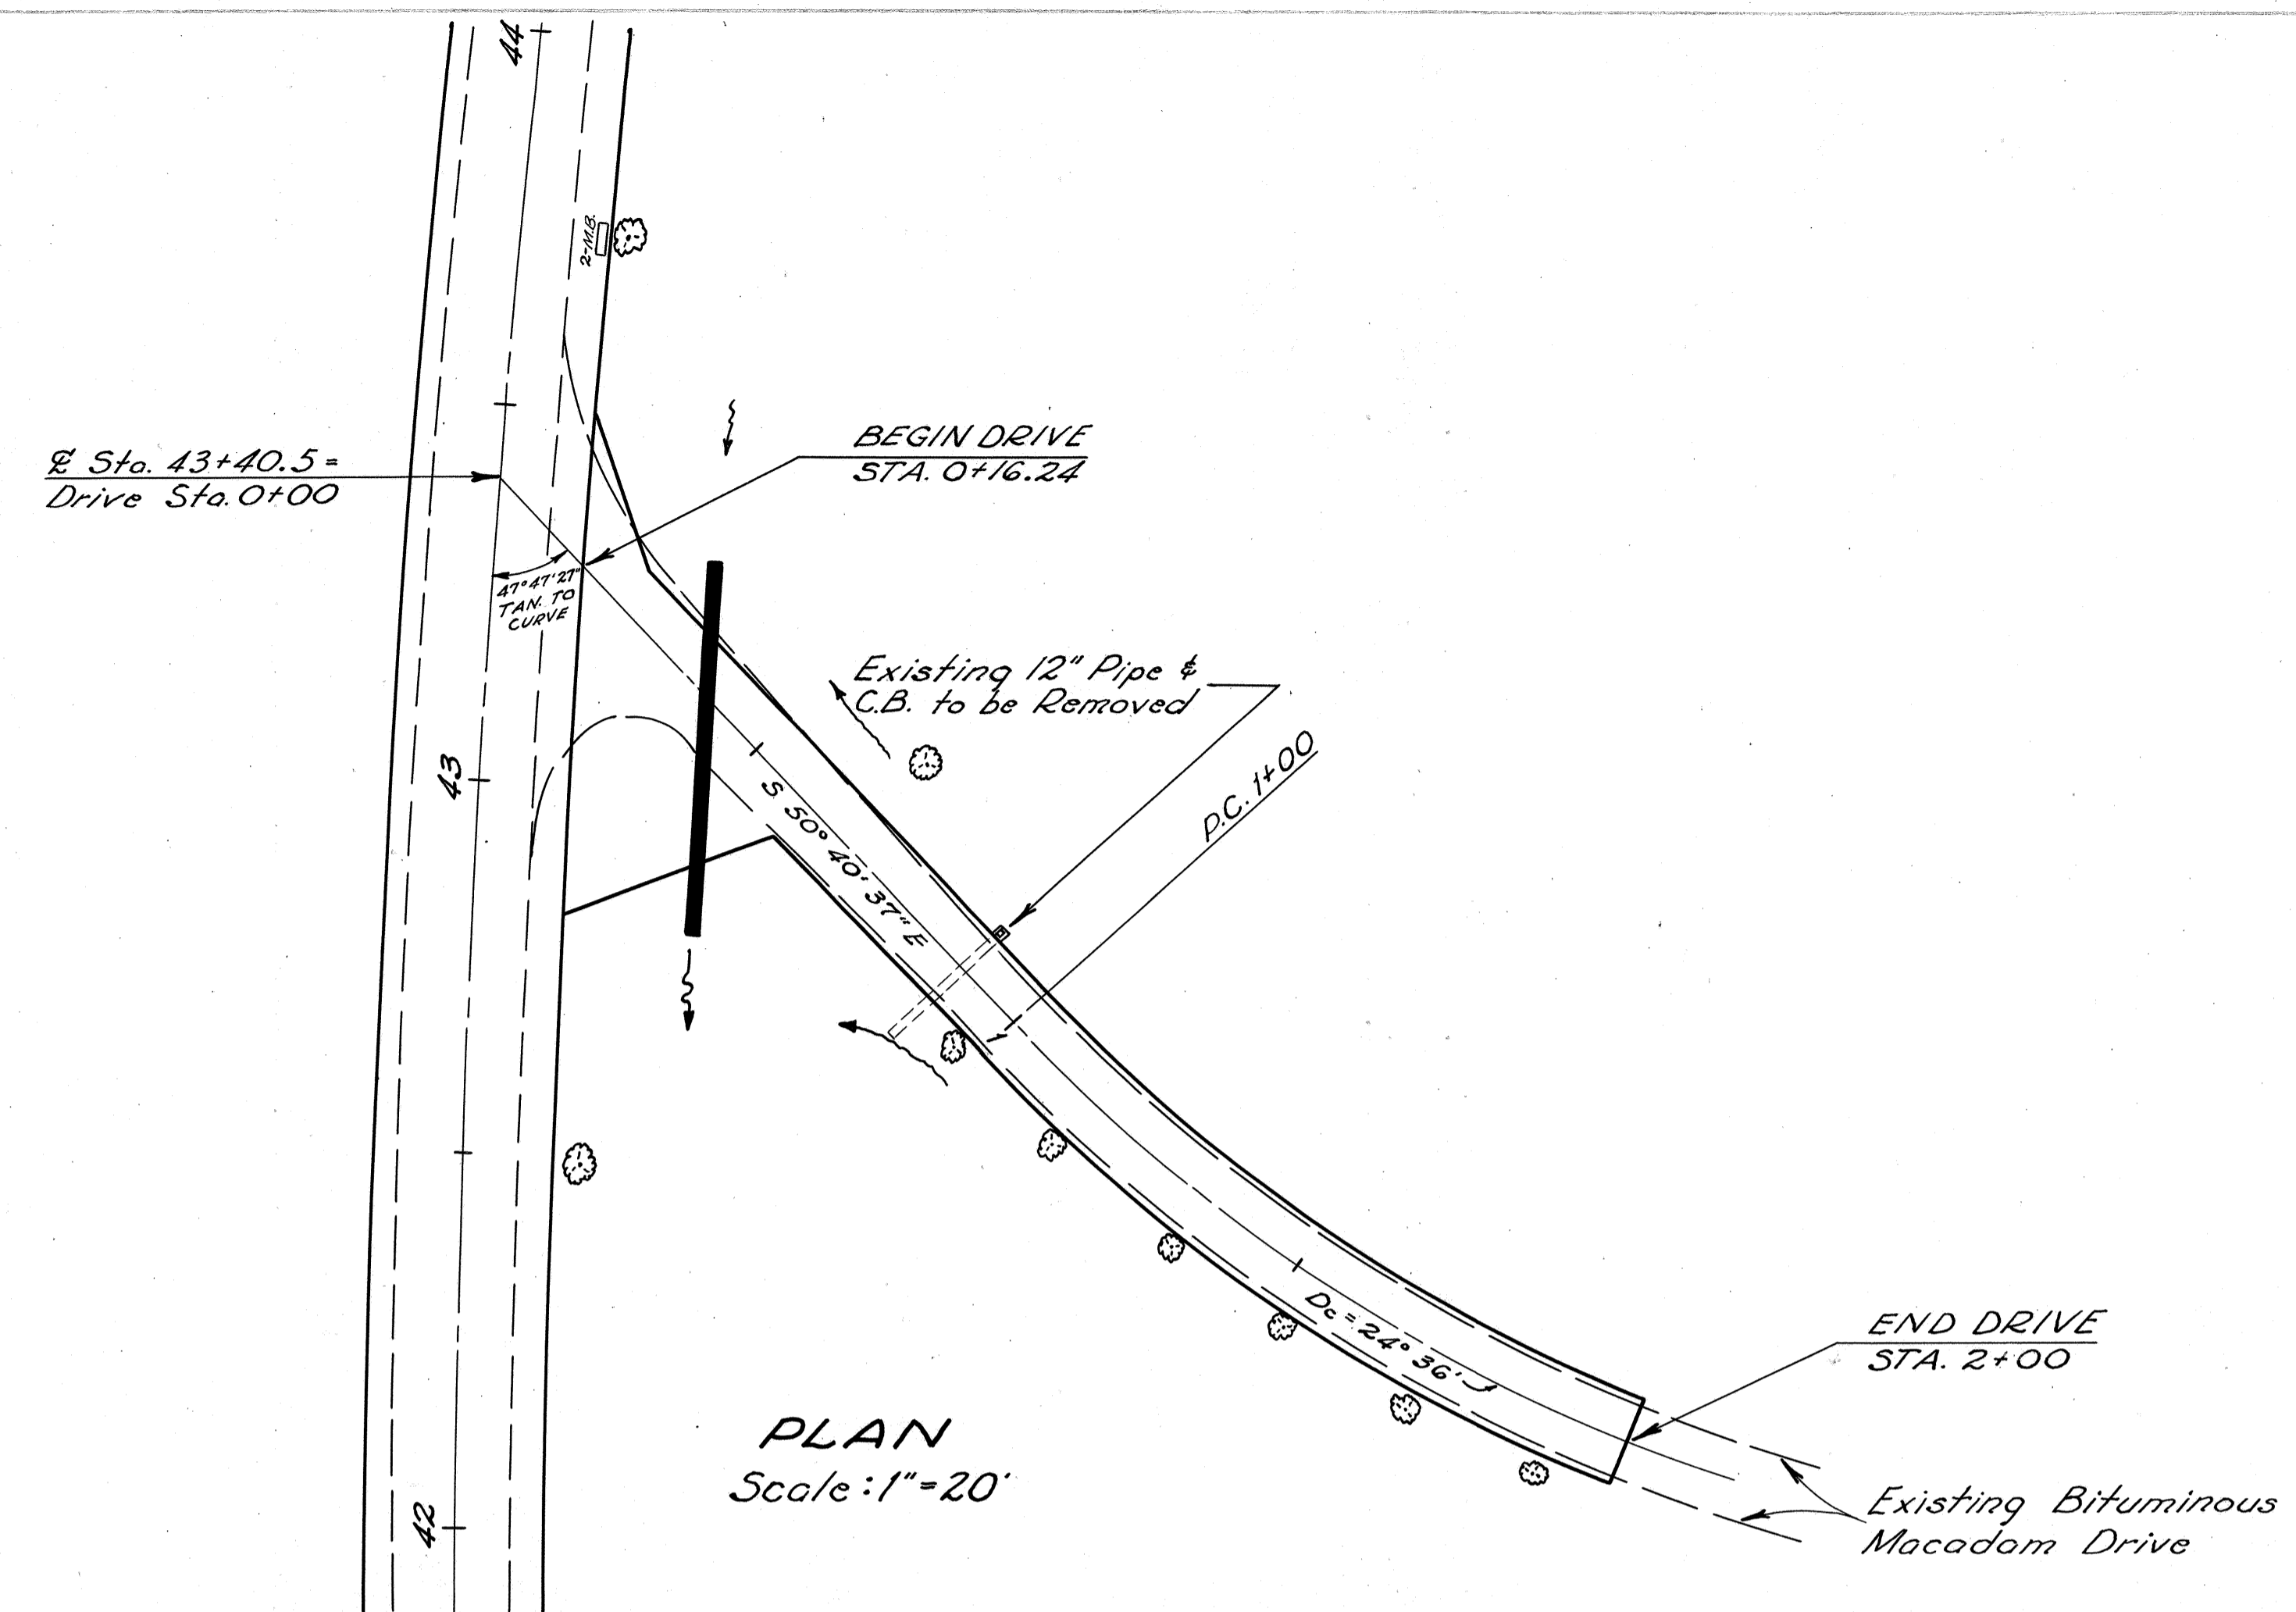 44
2-M.B.
℄ Sta. 43+40.5 =
Drive Sta. 0+00
BEGIN DRIVE
STA. 0+16.24
47°47'27"
TAN. TO
CURVE
Existing 12" Pipe &
C.B. to be Removed
P.C. 1+00
43
S 50° 40' 37" E
1
Dc = 24° 36'
END DRIVE
STA. 2+00
PLAN
Scale: 1"=20'
42
Existing Bituminous
Macadam Drive